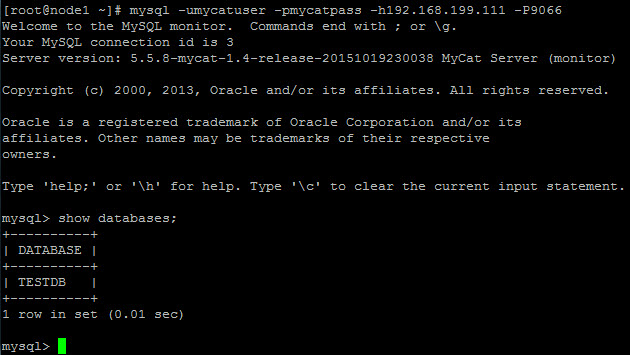 [root@node1 ~]# mysql -umycatuser -pmycatpass -h192.168.199.111 -P9066
Welcome to the MySQL monitor.  Commands end with ; or \g.
Your MySQL connection id is 3
Server version: 5.5.8-mycat-1.4-release-20151019230038 MyCat Server (monitor)
Copyright (c) 2000, 2013, Oracle and/or its affiliates. All rights reserved.
Oracle is a registered trademark of Oracle Corporation and/or its
affiliates. Other names may be trademarks of their respective
owners.
Type 'help;' or '\h' for help. Type '\c' to clear the current input statement.
mysql> show databases;
+----------+
| DATABASE |
+----------+
| TESTDB   |
+----------+
1 row in set (0.01 sec)
mysql>